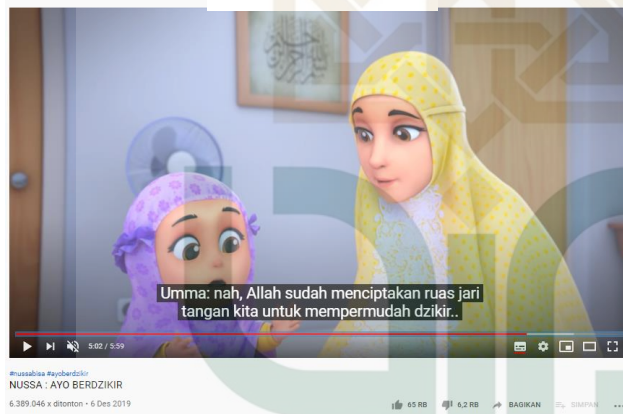 Umma: nah, Allah sudah menciptakan ruas jari
tangan kita untuk mempermudah dzikir..
5:02 / 5:59
#nussabisa #ayoberdzikir
NUSSA : AYO BERDZIKIR
6.389.046 x ditonton • 6 Des 2019
65 RB
6,2 RB
BAGIKAN
SIMPAN